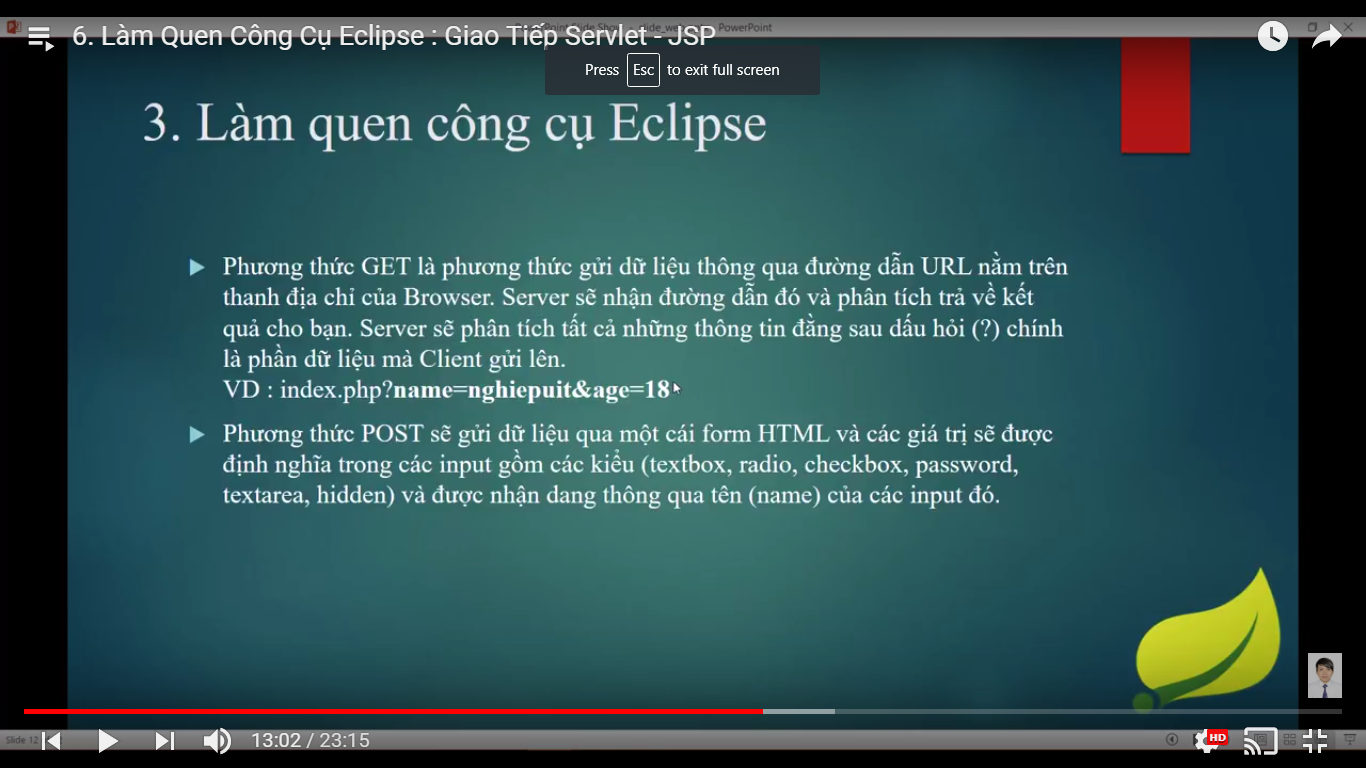 PowerPoint
6. Làm Quen Công Cụ Eclipse : Giao Tiếp Servlet - JSP
Press Esc to exit full screen
3. Làm quen công cụ Eclipse
Phương thức GET là phương thức gửi dữ liệu thông qua đường dẫn URL nằm trên
thanh địa chỉ của Browser. Server sẽ nhận đường dẫn đó và phân tích trả về kết
quả cho bạn. Server sẽ phân tích tất cả những thông tin đằng sau dấu hỏi (?) chính
là phần dữ liệu mà Client gửi lên.
VD : index.php?name=nghiepuit&age=18
Phương thức POST sẽ gửi dữ liệu qua một cái form HTML và các giá trị sẽ được
định nghĩa trong các input gồm các kiểu (textbox, radio, checkbox, password,
textarea, hidden) và được nhận dang thông qua tên (name) của các input đó.
Slide 12
13:02 / 23:15
HD